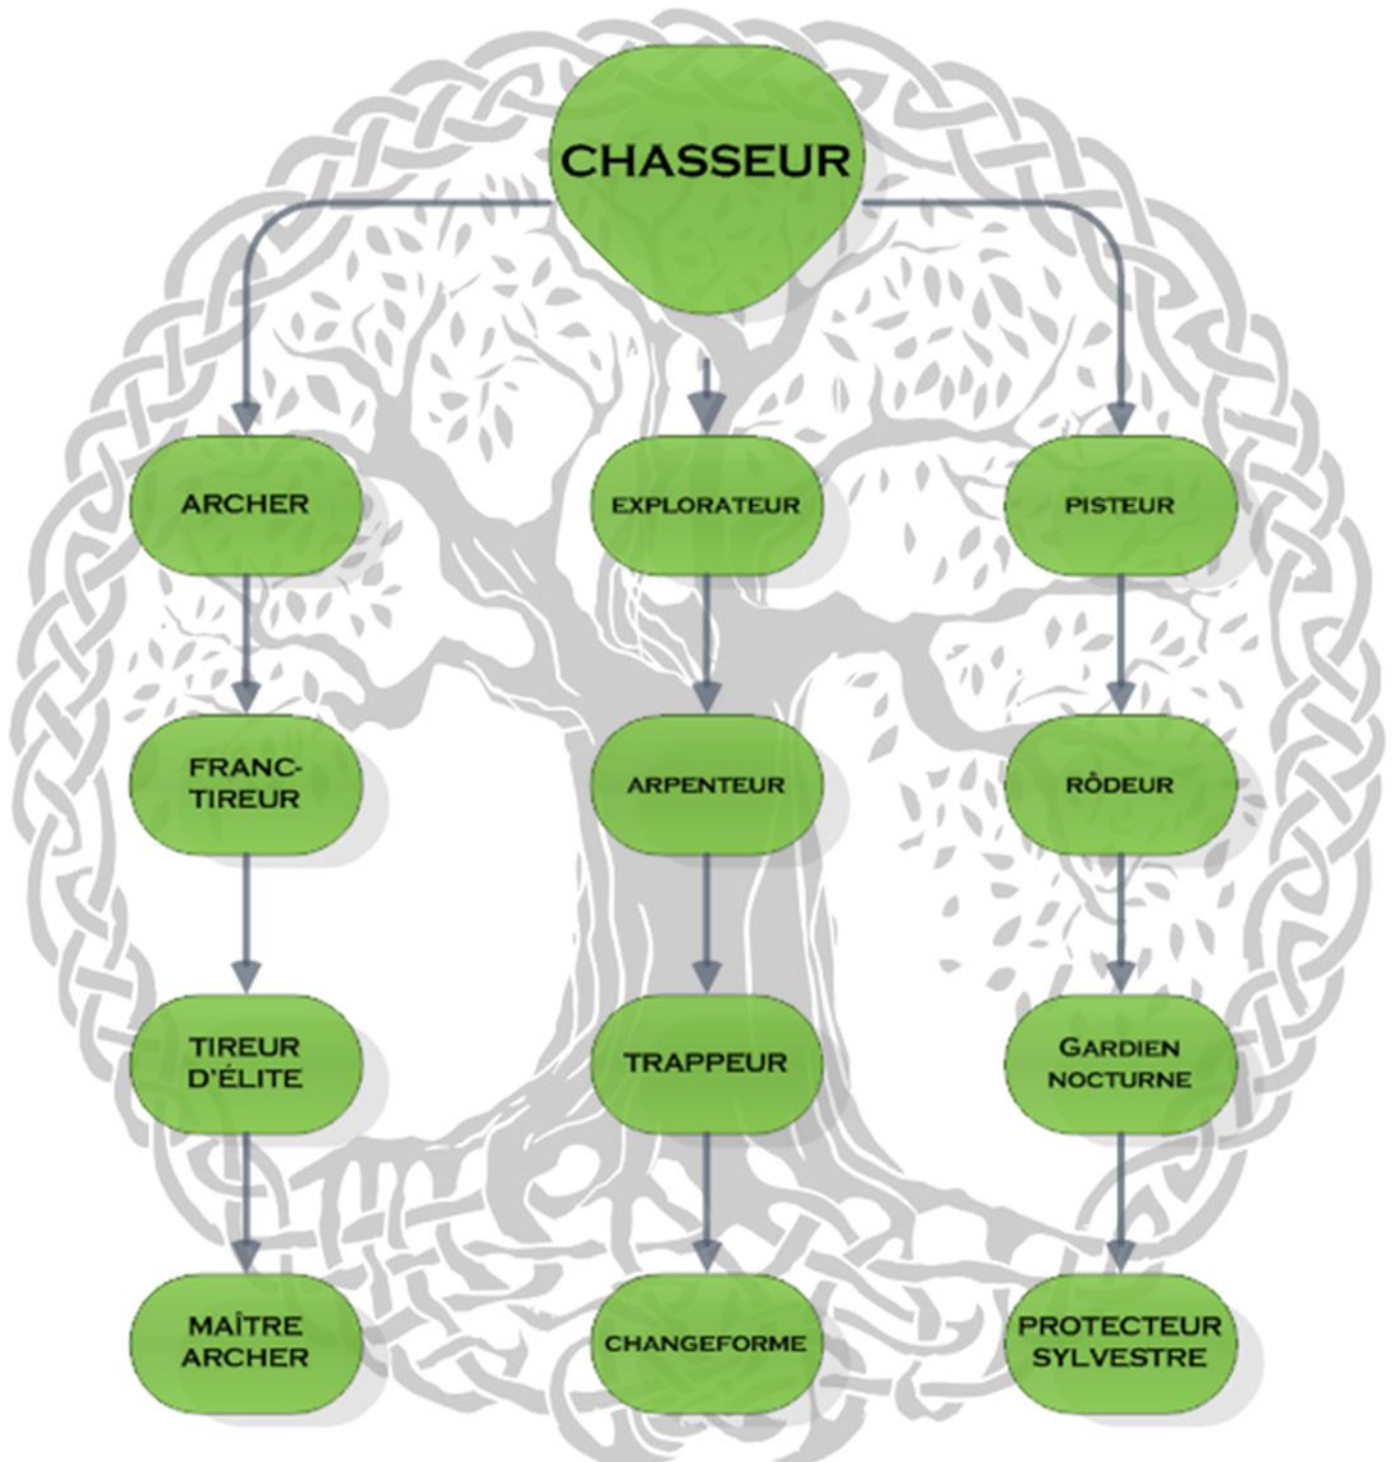 CHASSEUR
ARCHER
EXPLORATEUR
PISTEUR
FRANC-
TIREUR
ARPENTEUR
RÔDEUR
TIREUR
D'ÉLITE
TRAPPEUR
GARDIEN
NOCTURNE
MAÎTRE
ARCHER
CHANGEFORME
PROTECTEUR
SYLVESTRE